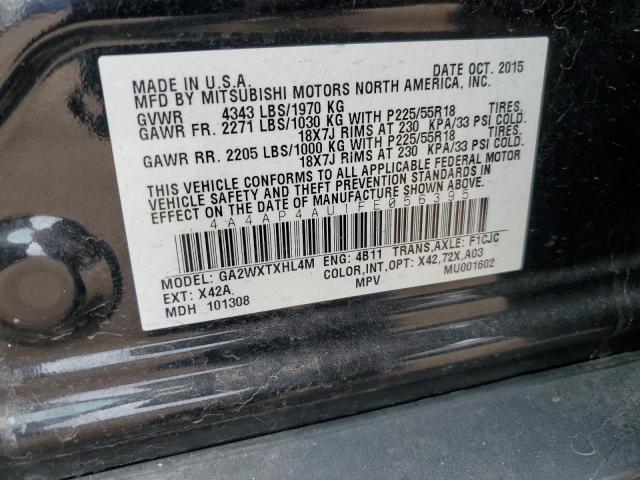 MADE IN U.S.A. DATE OCT. 2015
MFD BY MITSUBISHI MOTORS NORTH AMERICA, INC.
GVWR 4343 LBS/1970 KG
GAWR FR. 2271 LBS/1030 KG WITH P225/55R18 TIRES,
18X7J RIMS AT 230 KPA/33 PSI COLD.
GAWR RR. 2205 LBS/1000 KG WITH P225/55R18 TIRES,
18X7J RIMS AT 230 KPA/33 PSI COLD.
THIS VEHICLE CONFORMS TO ALL APPLICABLE FEDERAL MOTOR
VEHICLE SAFETY AND THEFT PREVENTION STANDARDS IN
EFFECT ON THE DATE OF MANUFACTURE SHOWN ABOVE.
4A4AP4AU1FE056395
MODEL: GA2WXTXHL4M ENG: 4B11 TRANS,AXLE: F1CJC
EXT: X42A, COLOR,INT,OPT: X42,72X,A03
MDH 101308 MPV MU001602